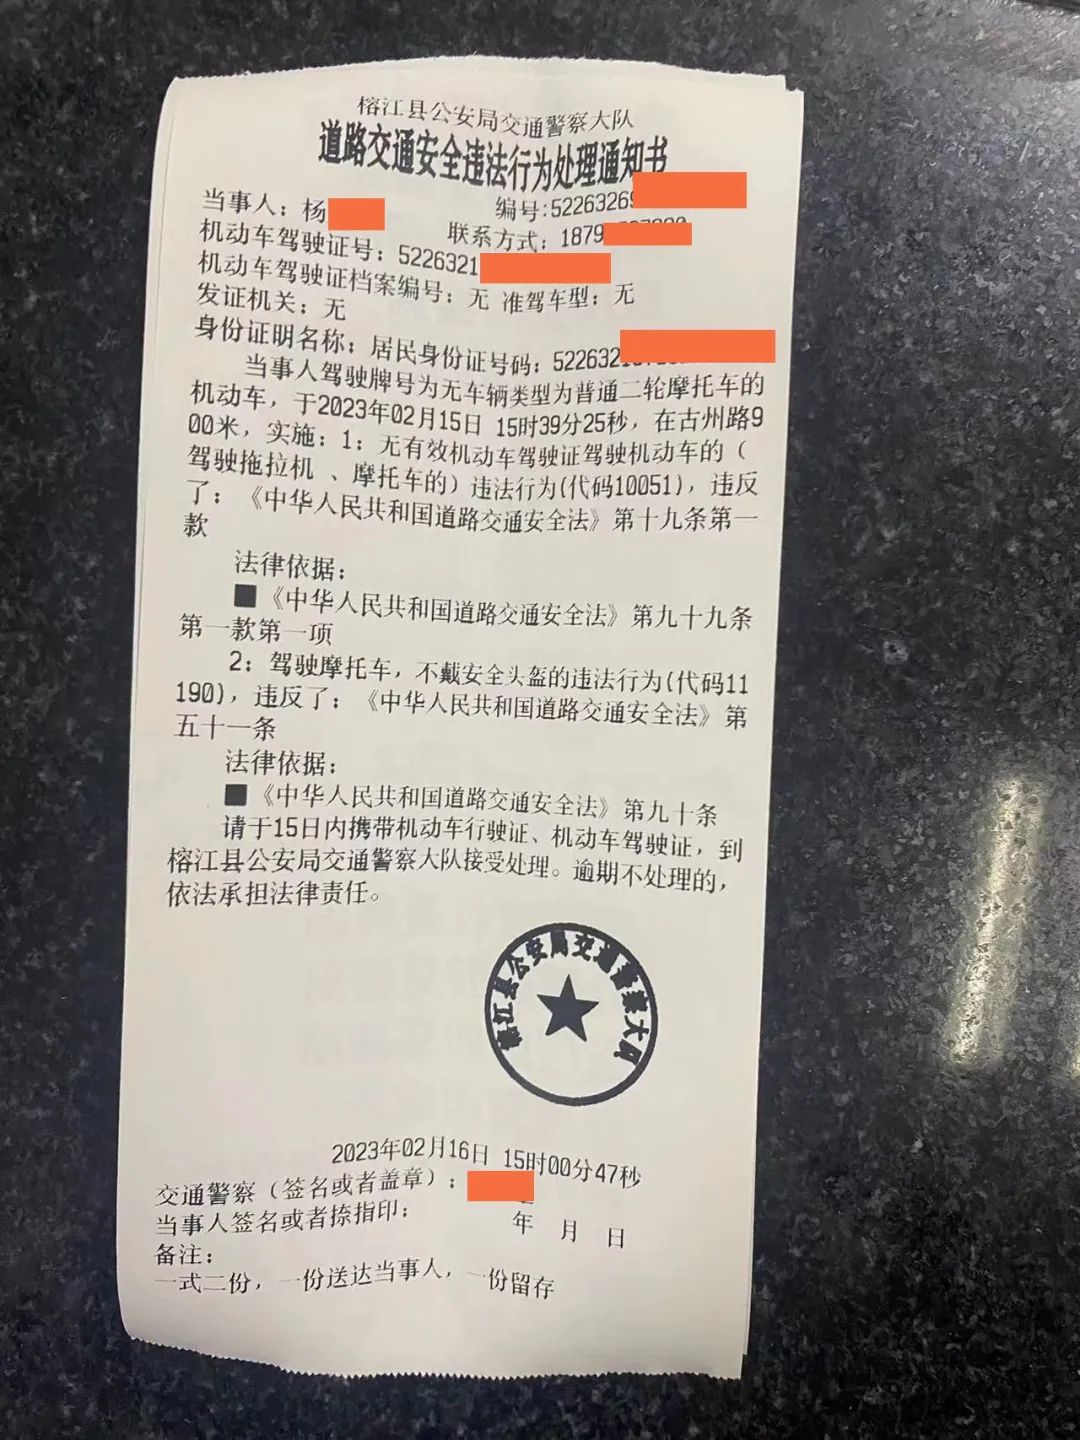 榕江县公安局交通警察大队
道路交通安全违法行为处理通知书
编号:52263269
当事人：杨
联系方式：1879
机动车驾驶证号：5226321
机动车驾驶证档案编号：无 准驾车型：无
发证机关：无
身份证明名称：居民身份证号码：5226321
当事人驾驶牌号为无车辆类型为普通二轮摩托车的
机动车，于2023年02月15日 15时39分25秒，在古州路9
00米，实施：1：无有效机动车驾驶证驾驶机动车的（
驾驶拖拉机 、摩托车的）违法行为(代码10051)，违反
了：《中华人民共和国道路交通安全法》第十九条第一
款
法律依据：
■《中华人民共和国道路交通安全法》第九十九条
第一款第一项
2：驾驶摩托车，不戴安全头盔的违法行为(代码11
190)，违反了：《中华人民共和国道路交通安全法》第
五十一条
法律依据：
■《中华人民共和国道路交通安全法》第九十条
请于15日内携带机动车行驶证、机动车驾驶证，到
榕江县公安局交通警察大队接受处理。逾期不处理的，
依法承担法律责任。
榕江县公安局交通警察大队
2023年02月16日 15时00分47秒
交通警察（签名或者盖章）：
当事人签名或者捺指印： 年 月 日
备注：
一式二份，一份送达当事人，一份留存